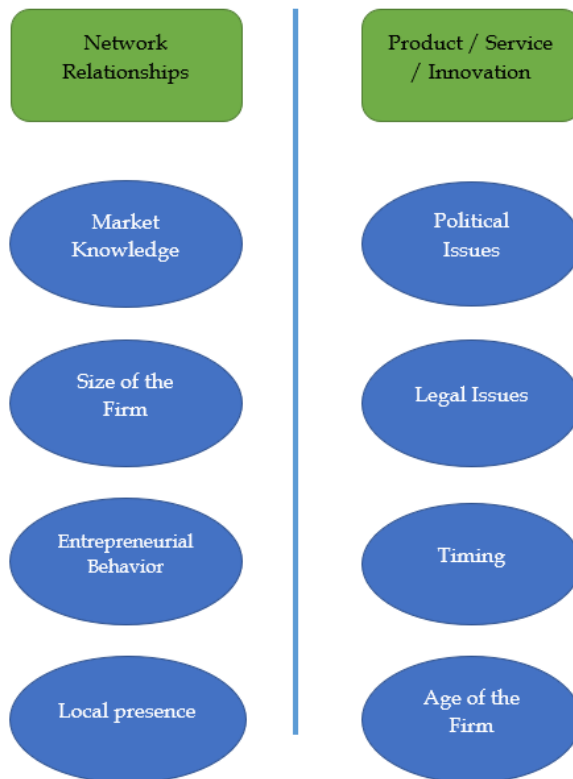 Network
Relationships
Market
Knowledge
Size of the
Firm
Entrepreneurial
Behavior
Local presence
Product / Service
/ Innovation
Political
Issues
Legal Issues
Timing
Age of the
Firm